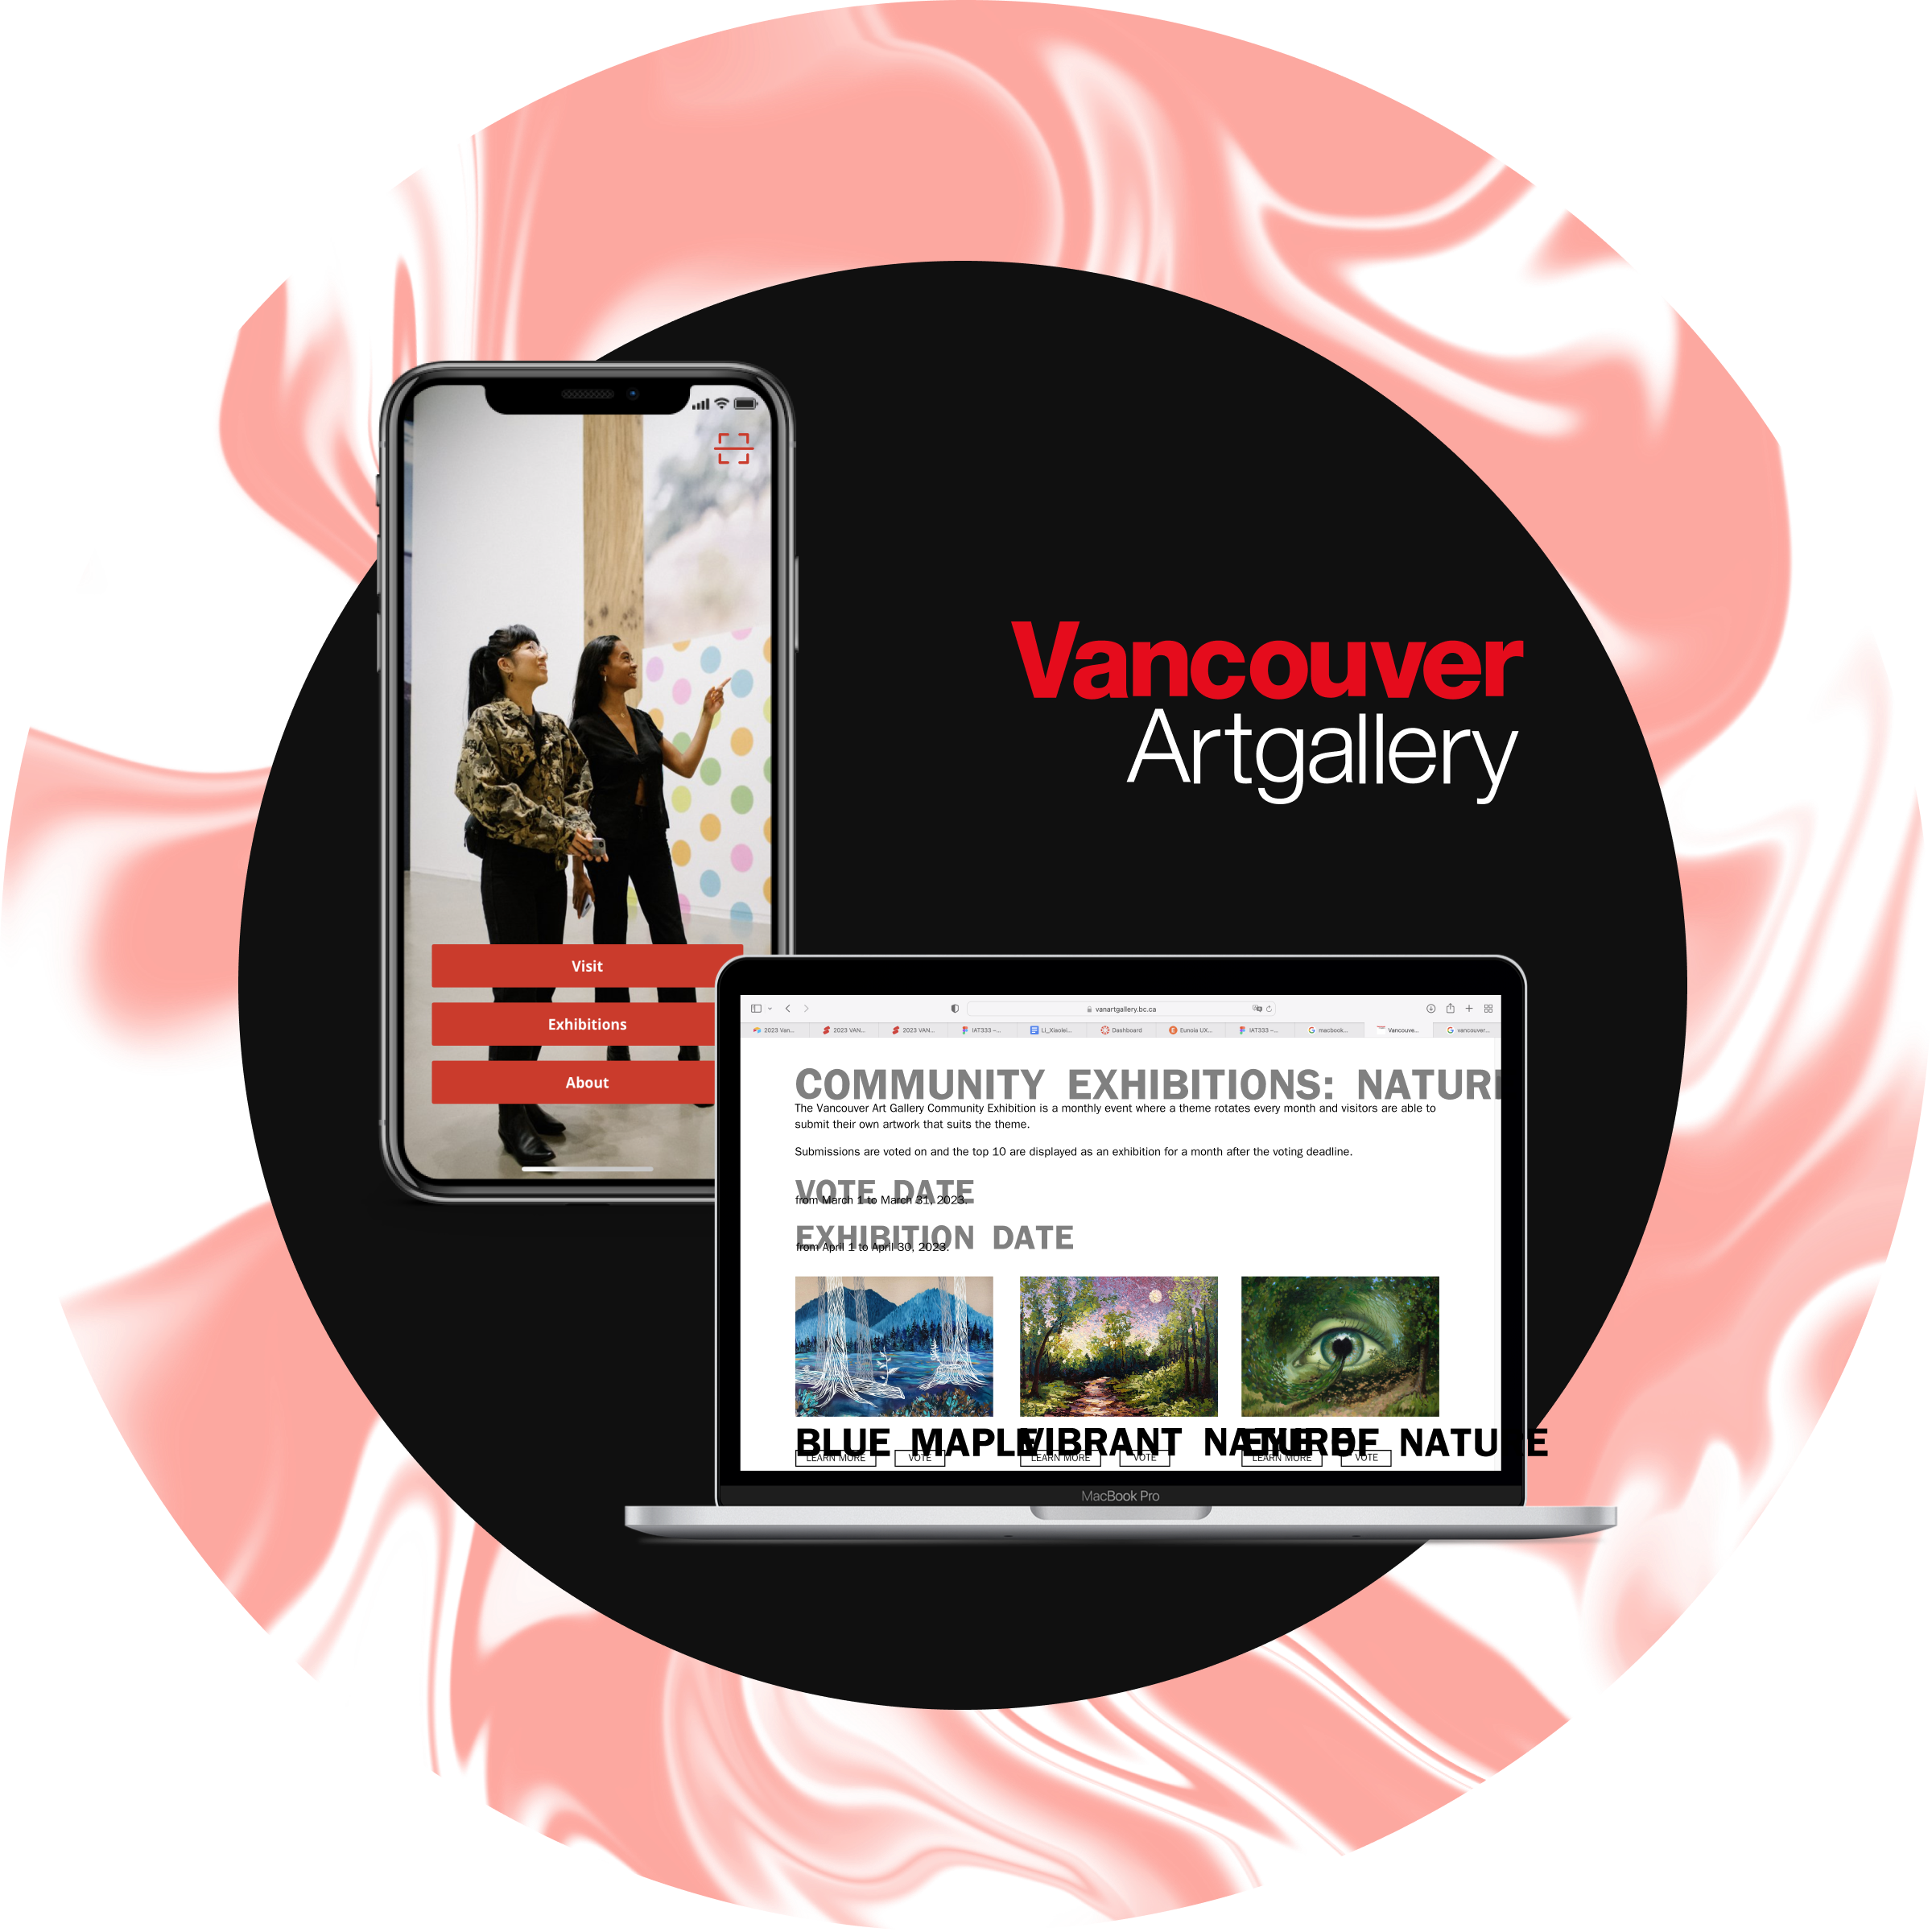 Vancouver
Artgallery
Visit
Exhibitions
About
vanartgallery.bc.ca
2023 Van...
2023 VAN...
2023 VAN...
IAT333 –...
Li_Xiaolei...
Dashboard
Eunoia UX...
IAT333 –...
macbook...
Vancouve...
vancouver...
COMMUNITY EXHIBITIONS: NATURE
The Vancouver Art Gallery Community Exhibition is a monthly event where a theme rotates every month and visitors are able to
submit their own artwork that suits the theme.
Submissions are voted on and the top 10 are displayed as an exhibition for a month after the voting deadline.
VOTE DATE
from March 1 to March 31, 2023.
EXHIBITION DATE
from April 1 to April 30, 2023.
BLUE MAPLE
VIBRANT NATURE
EYE OF NATURE
LEARN MORE
VOTE
LEARN MORE
VOTE
LEARN MORE
VOTE
MacBook Pro